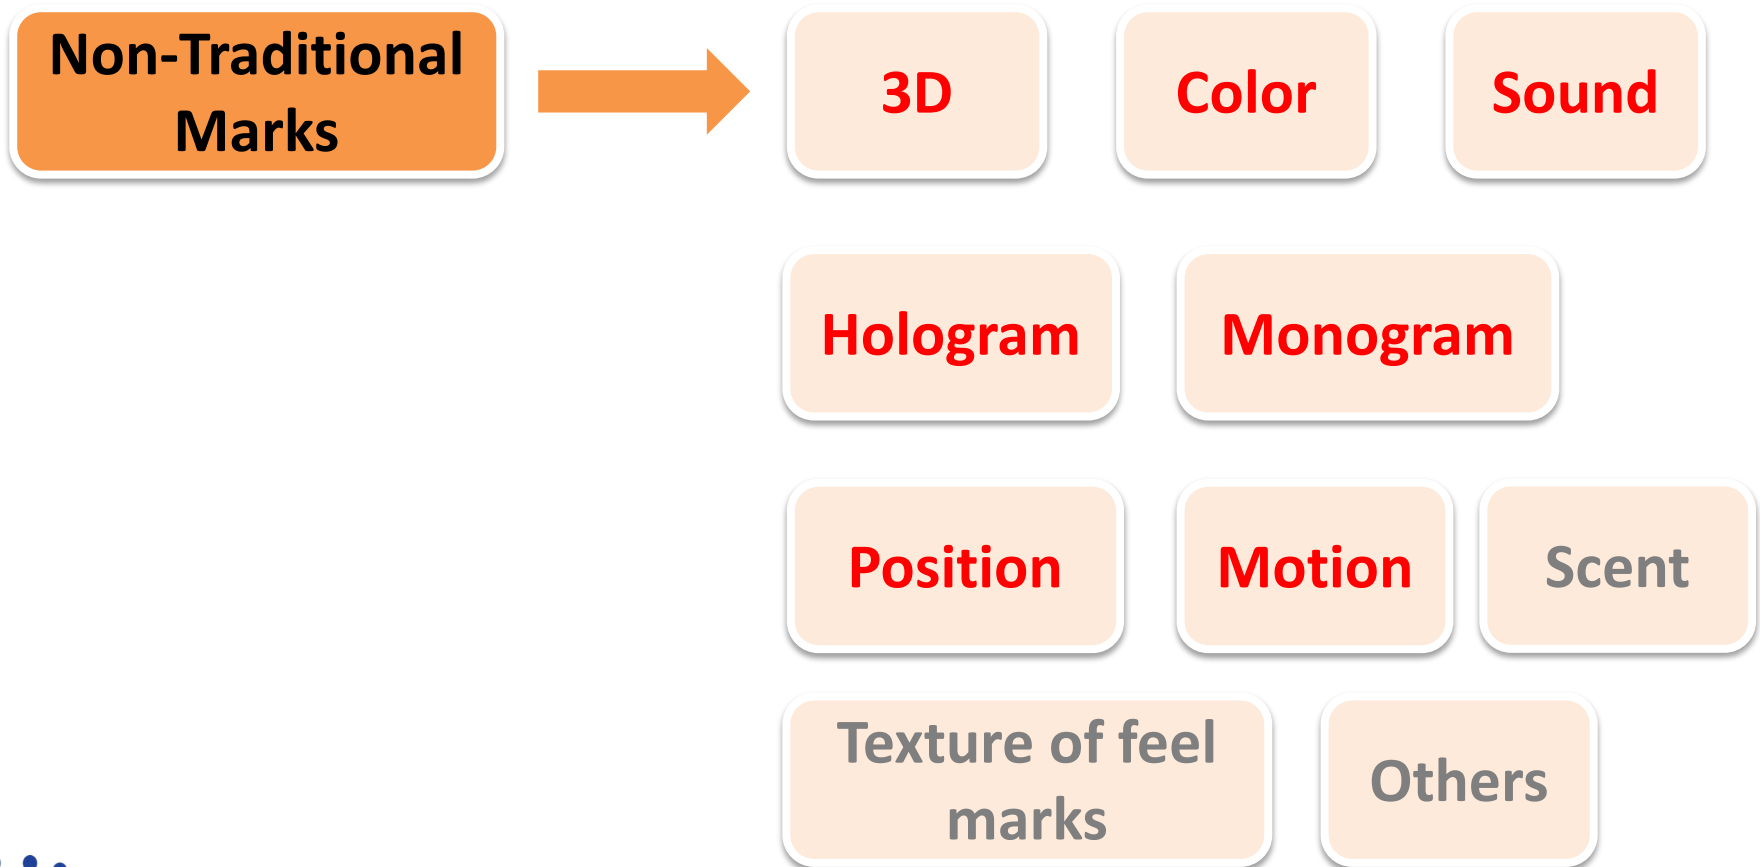 Non-Traditional
Marks
3D
Color
Sound
Hologram
Monogram
Position
Motion
Scent
Texture of feel
marks
Others